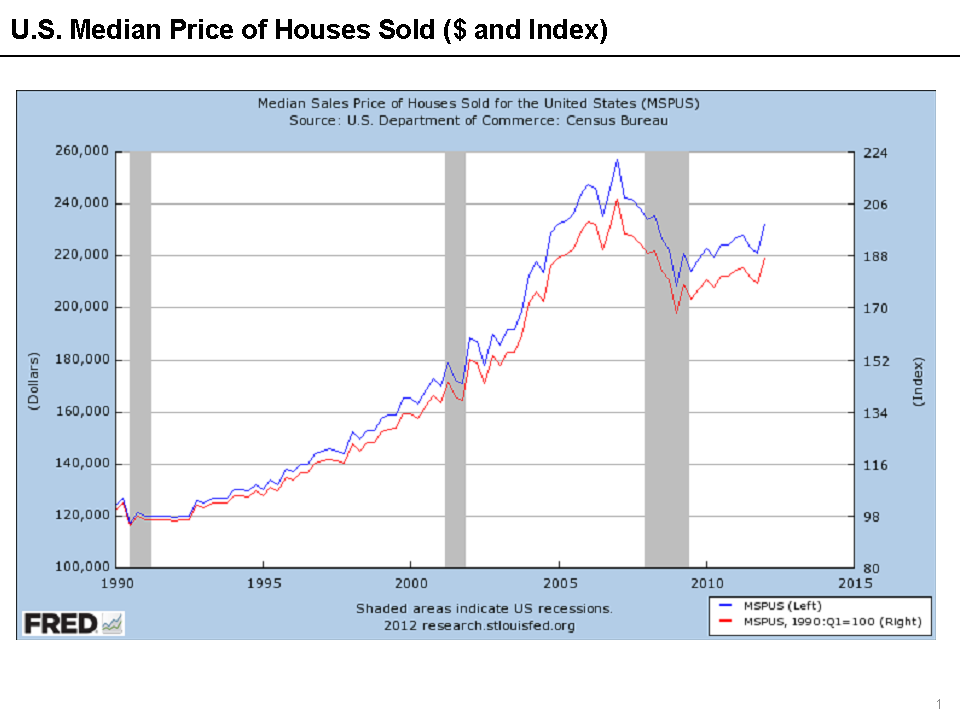 U.S. Median Price of Houses Sold ($ and Index)
Median Sales Price of Houses Sold for the United States (MSPUS)
Source: U.S. Department of Commerce: Census Bureau
260,000
240,000
220,000
200,000
180,000
160,000
140,000
120,000
100,000
(Dollars)
224
206
188
170
152
134
116
98
80
(Index)
1990 1995 2000 2005 2010 2015
Shaded areas indicate US recessions.
2012 research.stlouisfed.org
FRED
MSPUS (Left)
MSPUS, 1990:Q1=100 (Right)
1